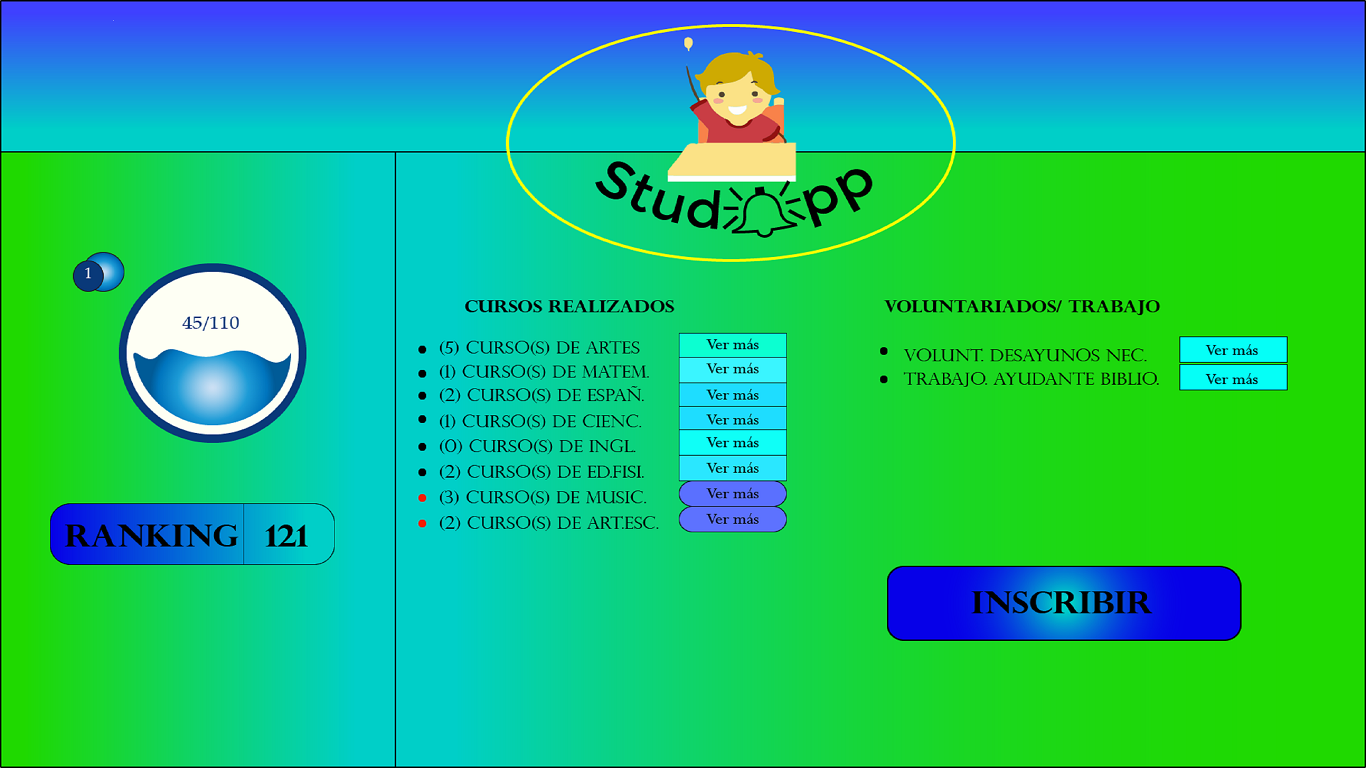 Stud pp
1
45/110
RANKING 121
CURSOS REALIZADOS
(5) CURSO(S) DE ARTES Ver más
(1) CURSO(S) DE MATEM. Ver más
(2) CURSO(S) DE ESPAÑ. Ver más
(1) CURSO(S) DE CIENC. Ver más
(0) CURSO(S) DE INGL. Ver más
(2) CURSO(S) DE ED.FISI. Ver más
(3) CURSO(S) DE MUSIC. Ver más
(2) CURSO(S) DE ART.ESC. Ver más
VOLUNTARIADOS/ TRABAJO
VOLUNT. DESAYUNOS NEC. Ver más
TRABAJO. AYUDANTE BIBLIO. Ver más
INSCRIBIR